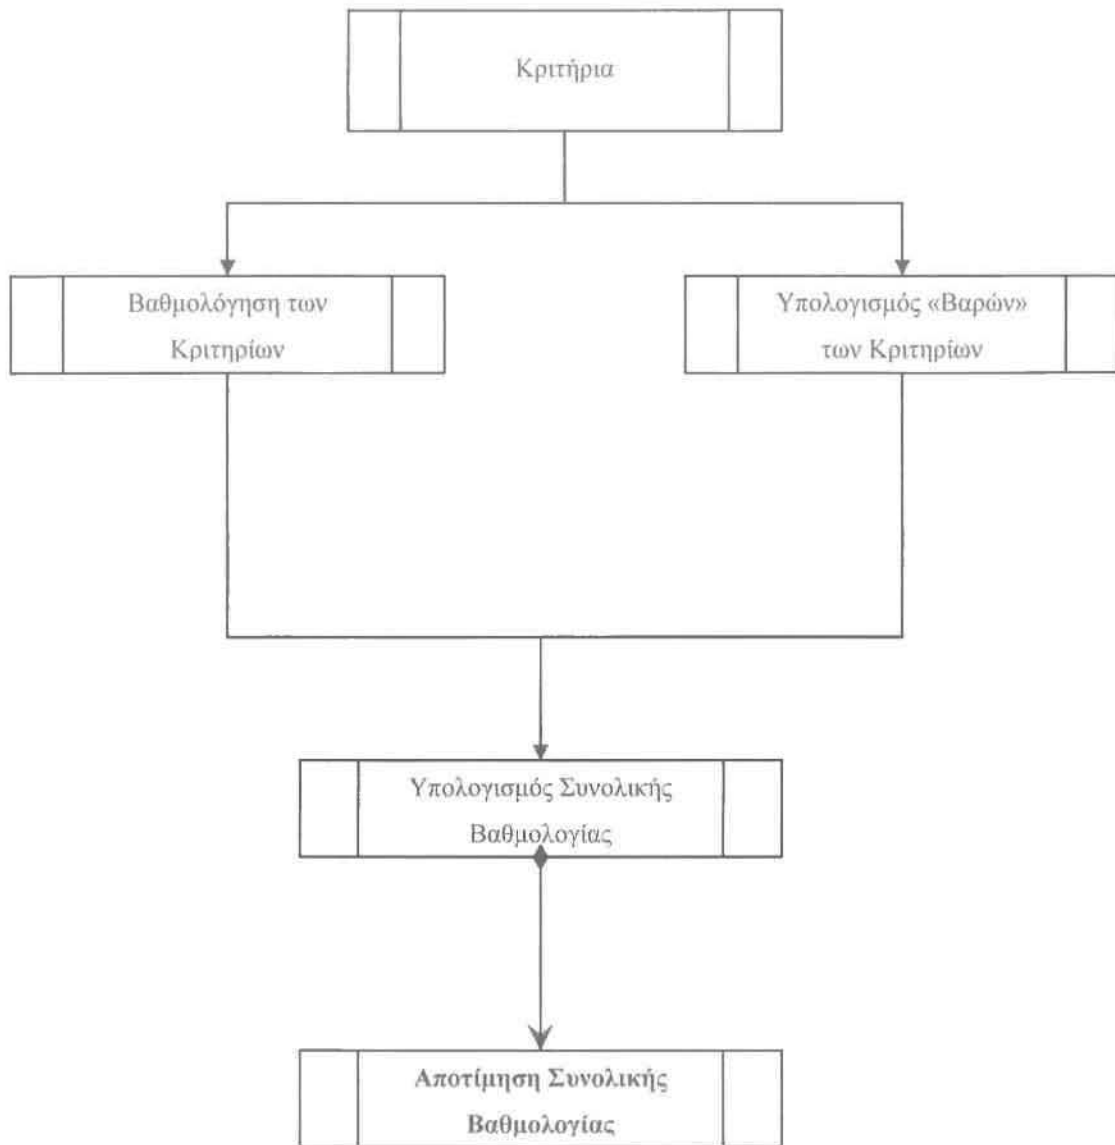 Κριτήρια
Βαθμολόγηση των
Κριτηρίων
Υπολογισμός «Βαρών»
των Κριτηρίων
Υπολογισμός Συνολικής
Βαθμολογίας
Αποτίμηση Συνολικής
Βαθμολογίας